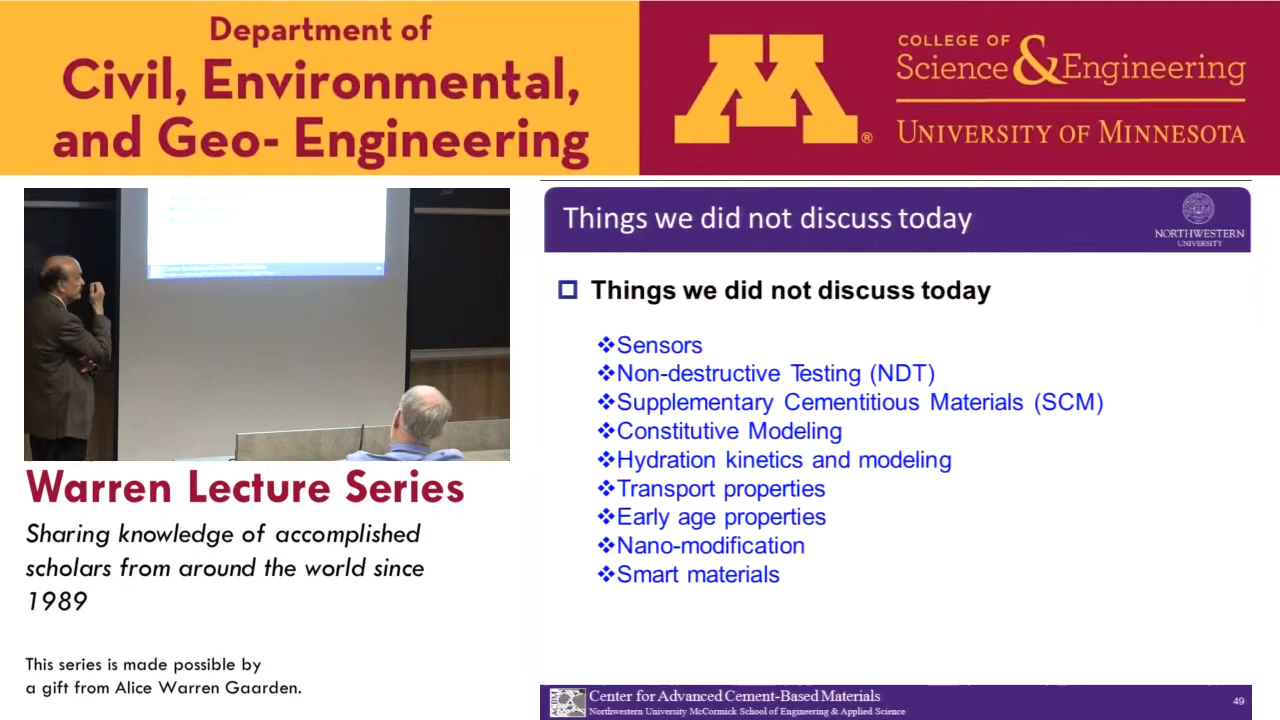 Department of
Civil, Environmental,
and Geo- Engineering
M®
COLLEGE OF
Science & Engineering
UNIVERSITY OF MINNESOTA
Things we did not discuss today
NORTHWESTERN
UNIVERSITY
Things we did not discuss today
Sensors
Non-destructive Testing (NDT)
Supplementary Cementitious Materials (SCM)
Constitutive Modeling
Hydration kinetics and modeling
Transport properties
Early age properties
Nano-modification
Smart materials
Warren Lecture Series
Sharing knowledge of accomplished
scholars from around the world since
1989
This series is made possible by
a gift from Alice Warren Gaarden.
Center for Advanced Cement-Based Materials
Northwestern University McCormick School of Engineering & Applied Science
49